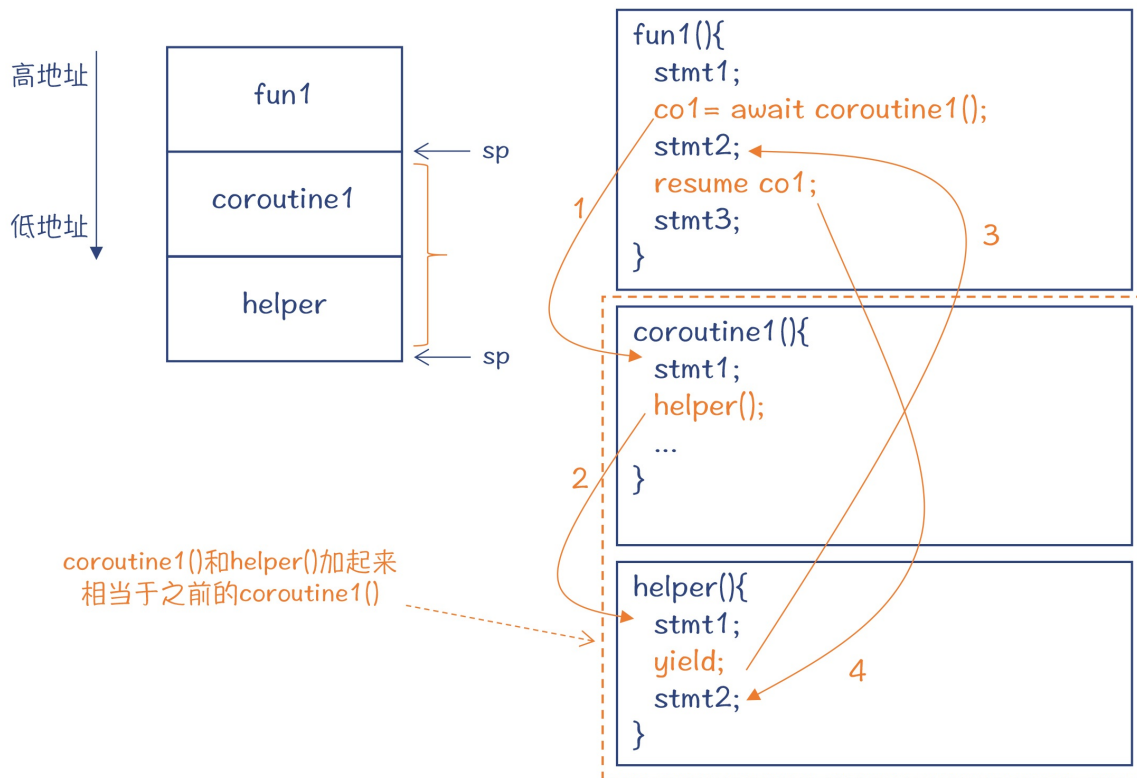 高地址
低地址
fun1
sp
coroutine1
helper
sp
coroutine1()和helper()加起来
相当于之前的coroutine1()
fun1(){
stmt1;
co1= await coroutine1();
stmt2;
resume co1;
stmt3;
}
1
3
coroutine1(){
stmt1;
helper();
...
}
2
helper(){
stmt1;
yield;
stmt2;
}
4